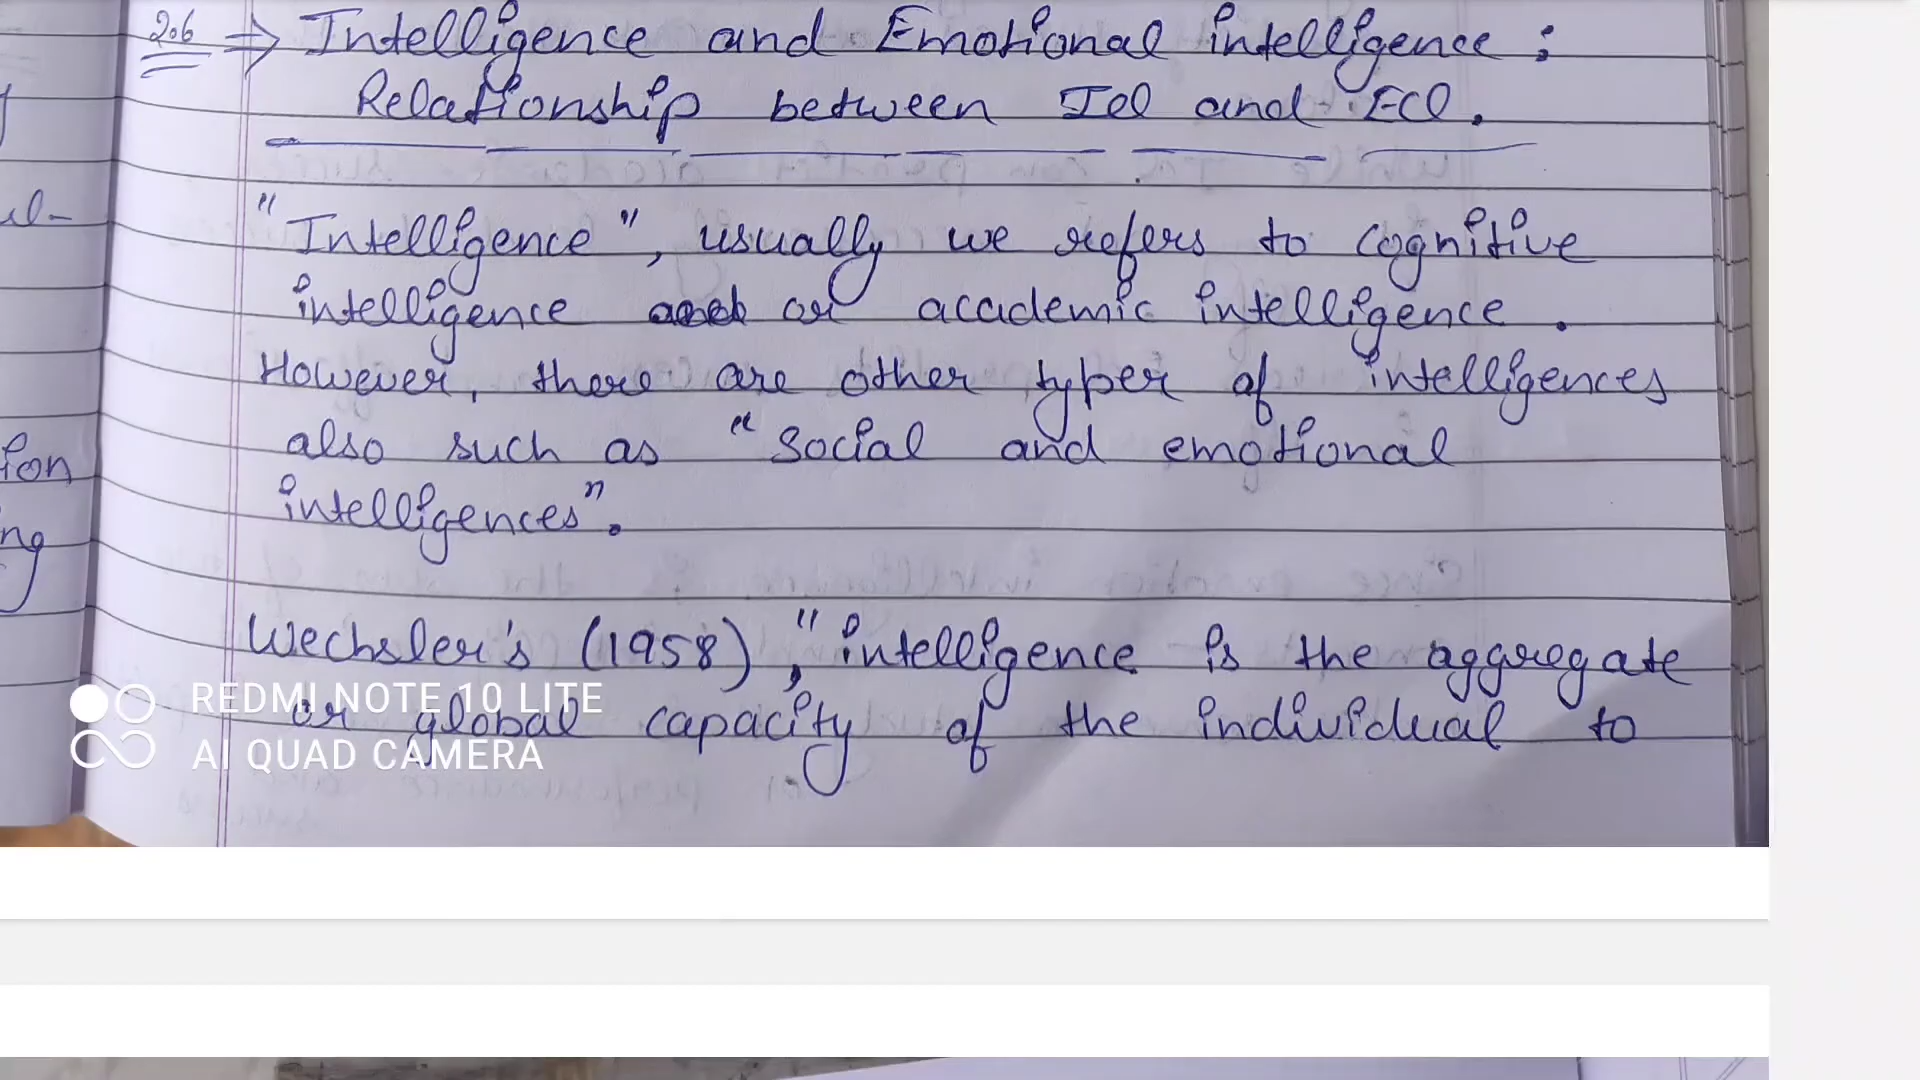 2.6 ⇒ Intelligence and Emotional intelligence :
Relationship between IQ and EQ.
"Intelligence", usually we refers to cognitive
intelligence or academic intelligence.
However, there are other types of intelligences
also such as "social and emotional
intelligences".
Wechsler's (1958), "intelligence is the aggregate
or global capacity of the individual to
REDMI NOTE 10 LITE
AI QUAD CAMERA